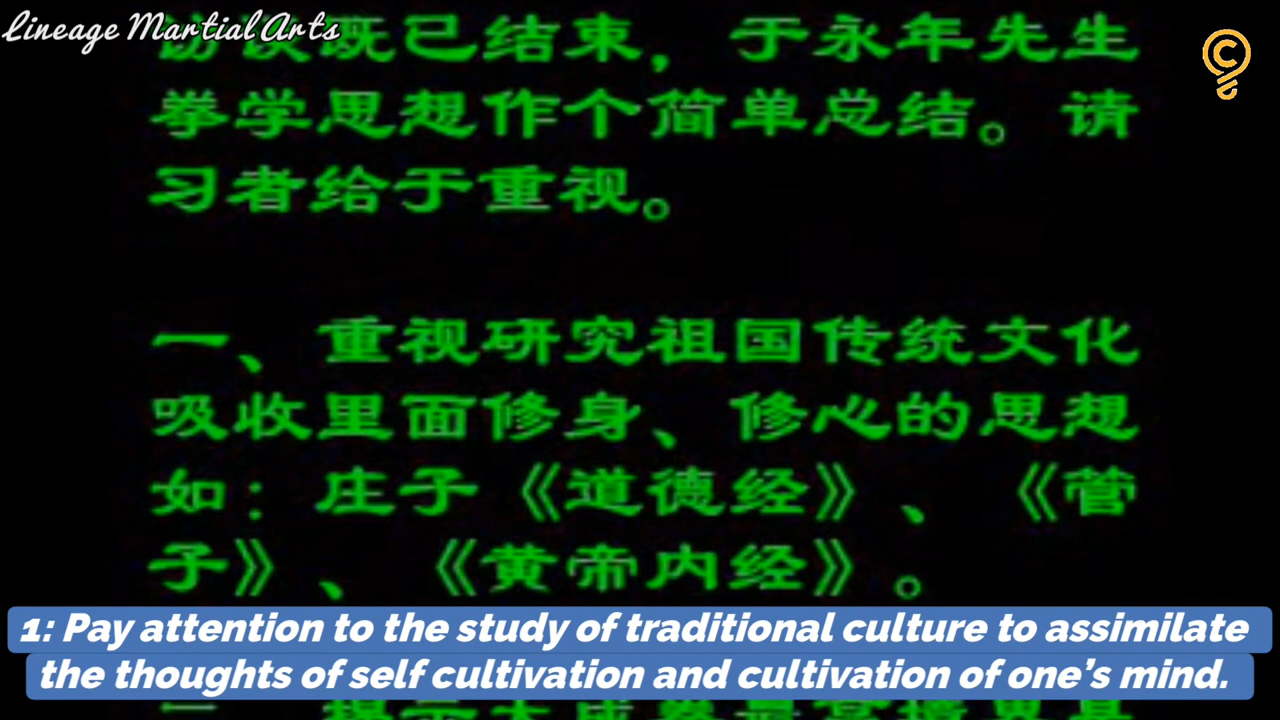 Lineage Martial Arts
访谈既已结束，于永年先生
拳学思想作个简单总结。请
习者给于重视。
一、重视研究祖国传统文化
吸收里面修身、修心的思想
如：庄子《道德经》、《管
子》、《黄帝内经》。
1: Pay attention to the study of traditional culture to assimilate
the thoughts of self cultivation and cultivation of one's mind.